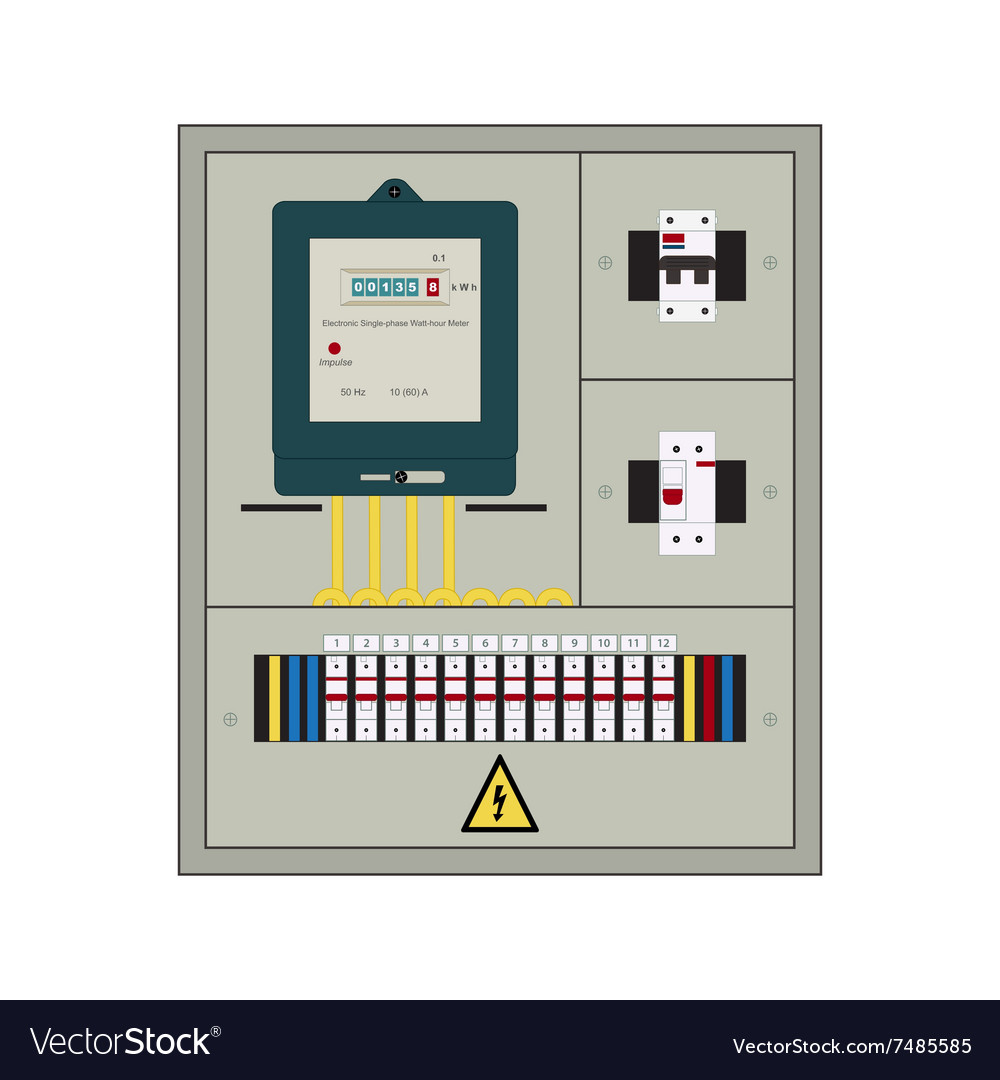 0.1
00135 8 kWh
Electronic Single-phase Watt-hour Meter
Impulse
50 Hz 10 (60) A
1 2 3 4 5 6 7 8 9 10 11 12
VectorStock®
VectorStock.com/7485585